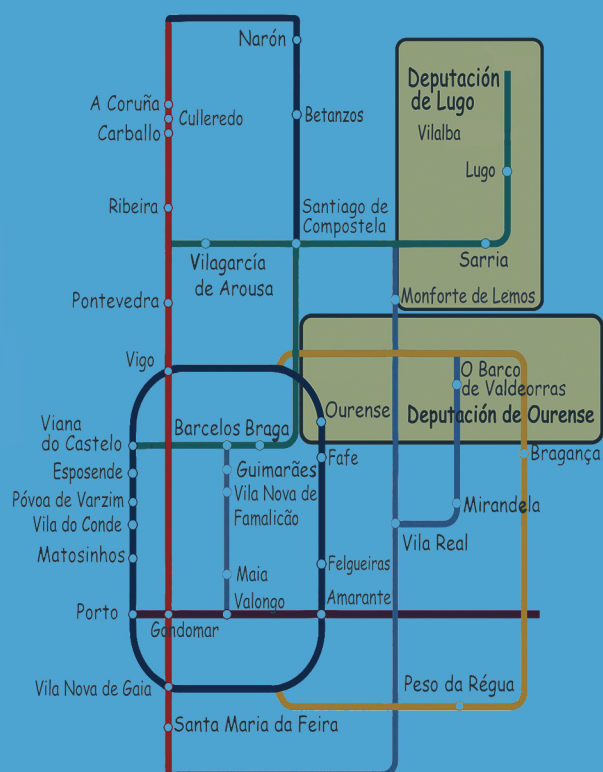 Narón
Deputación
de Lugo
A Coruña
Culleredo
Betanzos
Carballo
Vilalba
Lugo
Ribeira
Santiago de
Compostela
Vilagarcía
de Arousa
Sarria
Pontevedra
Monforte de Lemos
Vigo
O Barco
de Valdeorras
Ourense
Deputación de Ourense
Viana
do Castelo
Barcelos
Braga
Bragança
Esposende
Guimarães
Fafe
Póvoa de Varzim
Vila Nova de
Famalicão
Mirandela
Vila do Conde
Vila Real
Matosinhos
Maia
Felgueiras
Porto
Gondomar
Valongo
Amarante
Vila Nova de Gaia
Peso da Régua
Santa Maria da Feira